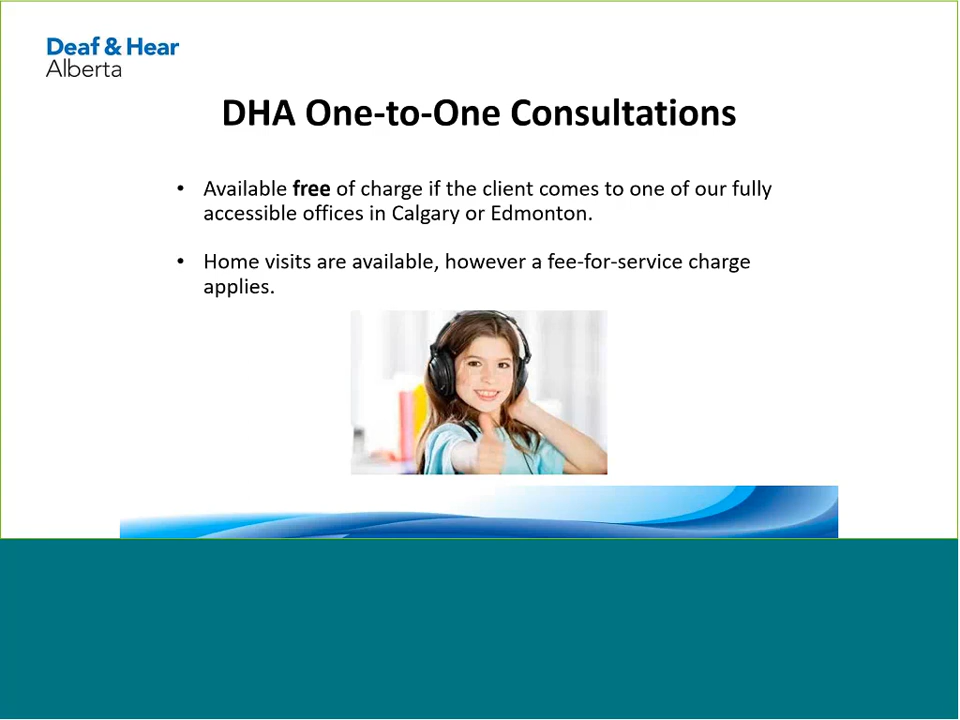 Deaf & Hear
Alberta
DHA One-to-One Consultations
• Available free of charge if the client comes to one of our fully
accessible offices in Calgary or Edmonton.
• Home visits are available, however a fee-for-service charge
applies.